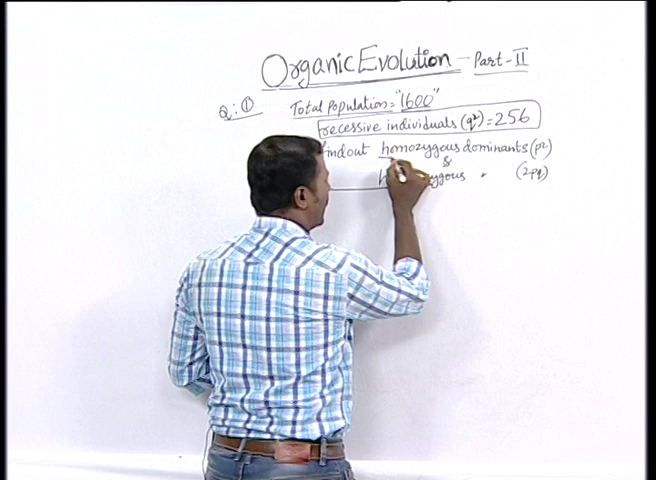 Organic Evolution - Part-II
Q:① Total Population = "1600"
recessive individuals (q²) = 256
findout homozygous dominants (p²)
&
(2pq)